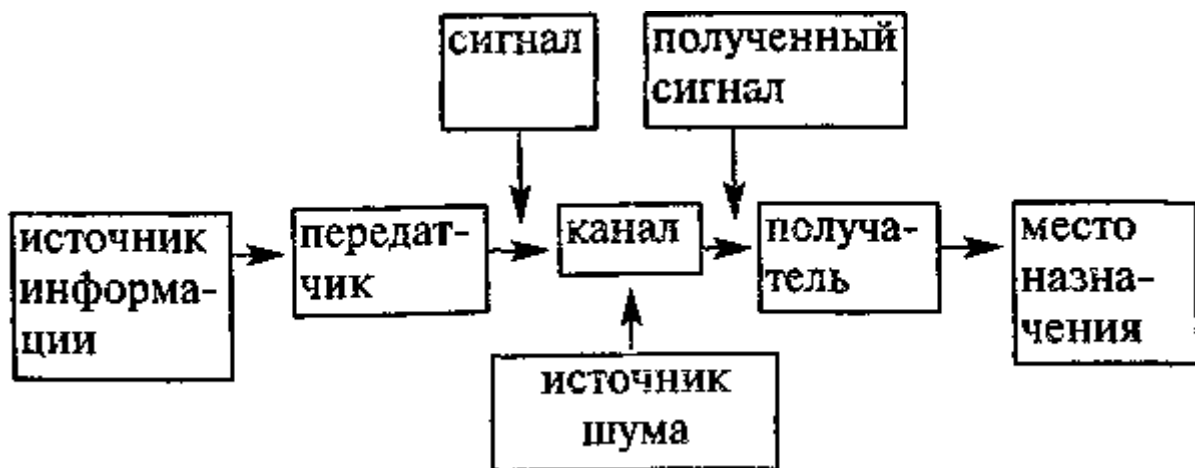 сигнал
полученный
сигнал
источник
информа-
ции
передат-
чик
канал
получа-
тель
место
назна-
чения
источник
шума